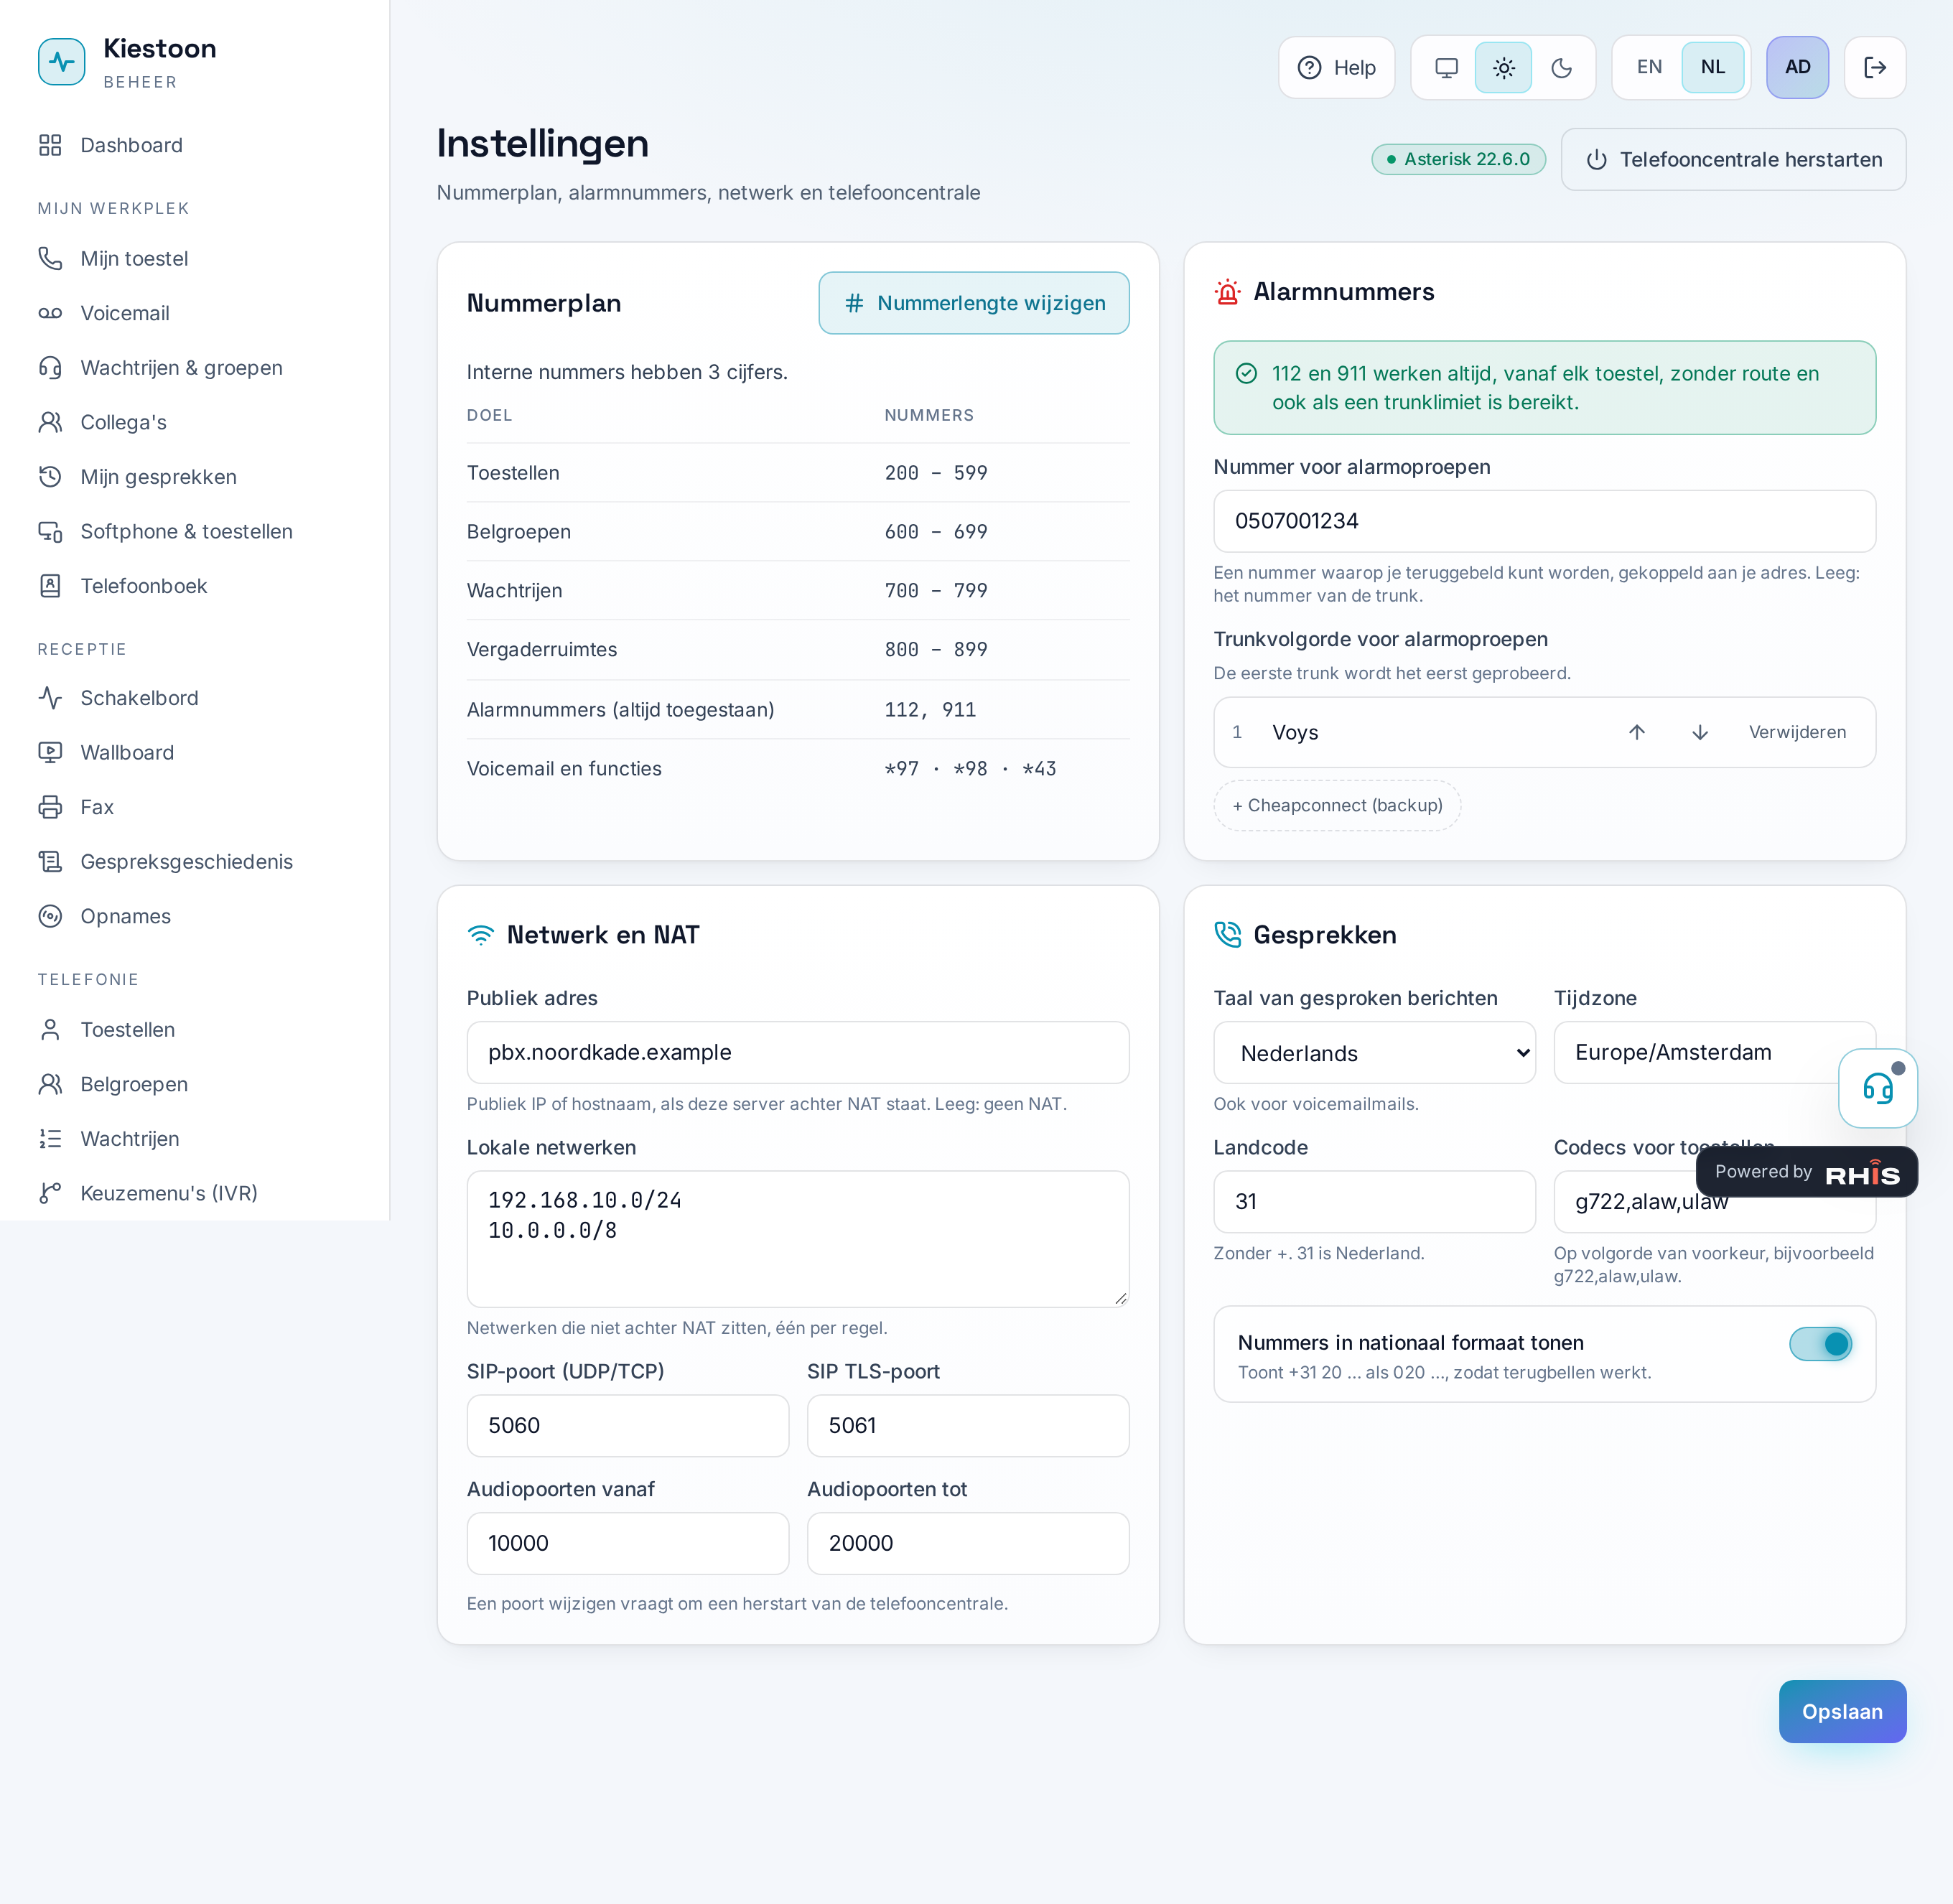 Kiestoon
BEHEER
Dashboard
MIJN WERKPLEK
Mijn toestel
Voicemail
Wachtrijen & groepen
Collega's
Mijn gesprekken
Softphone & toestellen
Telefoonboek
RECEPTIE
Schakelbord
Wallboard
Fax
Gespreksgeschiedenis
Opnames
TELEFONIE
Toestellen
Belgroepen
Wachtrijen
Keuzemenu's (IVR)
Help
EN
NL
AD
Instellingen
Nummerplan, alarmnummers, netwerk en telefooncentrale
Asterisk 22.6.0
Telefooncentrale herstarten
Nummerplan
Nummerlengte wijzigen
Interne nummers hebben 3 cijfers.
DOEL NUMMERS
Toestellen 200 – 599
Belgroepen 600 – 699
Wachtrijen 700 – 799
Vergaderruimtes 800 – 899
Alarmnummers (altijd toegestaan) 112, 911
Voicemail en functies *97 · *98 · *43
Alarmnummers
112 en 911 werken altijd, vanaf elk toestel, zonder route en
ook als een trunklimiet is bereikt.
Nummer voor alarmoproepen
0507001234
Een nummer waarop je teruggebeld kunt worden, gekoppeld aan je adres. Leeg:
het nummer van de trunk.
Trunkvolgorde voor alarmoproepen
De eerste trunk wordt het eerst geprobeerd.
1 Voys Verwijderen
+ Cheapconnect (backup)
Netwerk en NAT
Publiek adres
pbx.noordkade.example
Publiek IP of hostnaam, als deze server achter NAT staat. Leeg: geen NAT.
Lokale netwerken
192.168.10.0/24
10.0.0.0/8
Netwerken die niet achter NAT zitten, één per regel.
SIP-poort (UDP/TCP) SIP TLS-poort
5060 5061
Audiopoorten vanaf Audiopoorten tot
10000 20000
Een poort wijzigen vraagt om een herstart van de telefooncentrale.
Gesprekken
Taal van gesproken berichten Tijdzone
Nederlands Europe/Amsterdam
Ook voor voicemailmails.
Landcode Codecs voor toestellen
31 g722,alaw,ulaw
Zonder +. 31 is Nederland.
Op volgorde van voorkeur, bijvoorbeeld
g722,alaw,ulaw.
Nummers in nationaal formaat tonen
Toont +31 20 ... als 020 ..., zodat terugbellen werkt.
Powered by RHiS
Opslaan